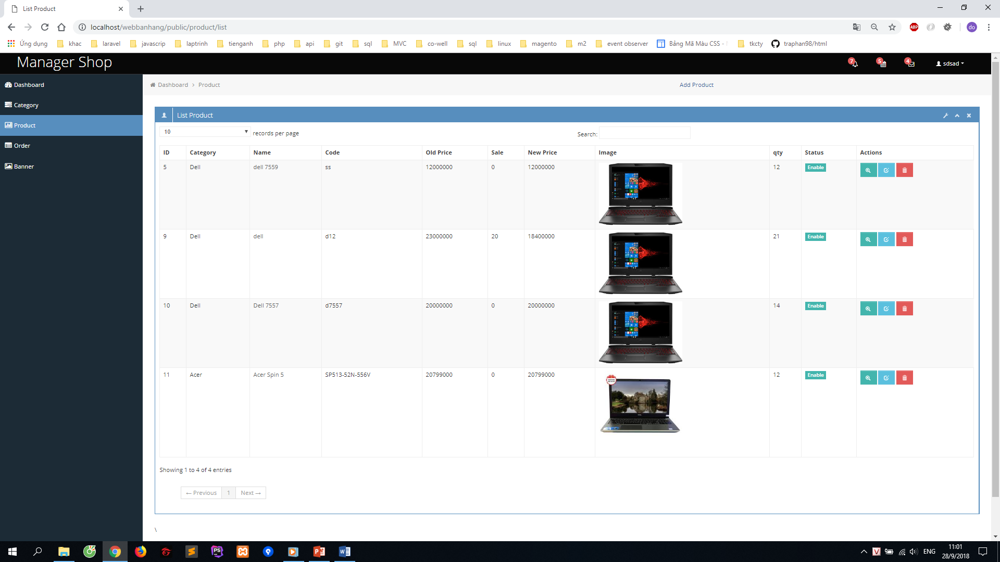 List Product
localhost/webbanhang/public/product/list
ABP
do
Ứng dụng khac laravel javascrip laptrinh tienganh php api git sql MVC co-well sql linux magento m2 event observer Bảng Mã Màu CSS - tkcty traphan98/html
Manager Shop
7 5 4 sdsad
Dashboard
Category
Product
Order
Banner
Dashboard > Product Add Product
List Product
10 records per page Search:
ID Category Name Code Old Price Sale New Price Image qty Status Actions
5 Dell dell 7559 ss 12000000 0 12000000 12 Enable
9 Dell dell d12 23000000 20 18400000 21 Enable
10 Dell Dell 7557 d7557 20000000 0 20000000 14 Enable
11 Acer Acer Spin 5 SP513-52N-556V 20799000 0 20799000 12 Enable
Showing 1 to 4 of 4 entries
← Previous 1 Next →
\
PS
V ENG
11:01
28/9/2018